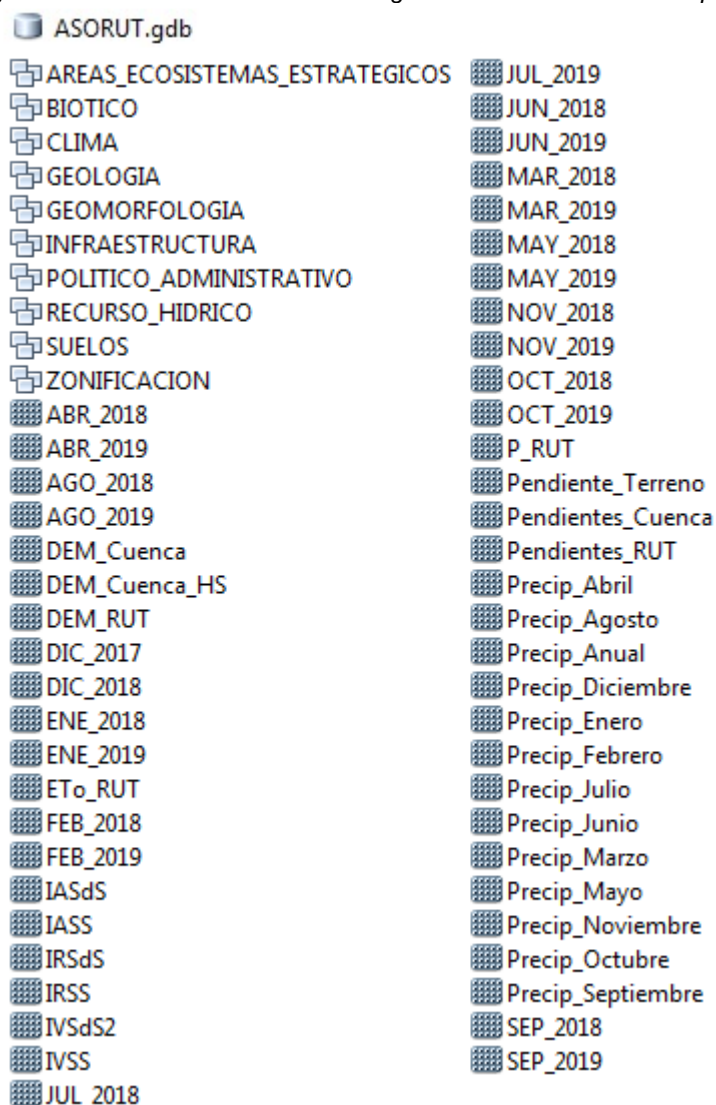 ASORUT.gdb
AREAS_ECOSISTEMAS_ESTRATEGICOS
BIOTICO
CLIMA
GEOLOGIA
GEOMORFOLOGIA
INFRAESTRUCTURA
POLITICO_ADMINISTRATIVO
RECURSO_HIDRICO
SUELOS
ZONIFICACION
ABR_2018
ABR_2019
AGO_2018
AGO_2019
DEM_Cuenca
DEM_Cuenca_HS
DEM_RUT
DIC_2017
DIC_2018
ENE_2018
ENE_2019
ETo_RUT
FEB_2018
FEB_2019
IASdS
IASS
IRSdS
IRSS
IVSdS2
IVSS
JUL_2018
JUL_2019
JUN_2018
JUN_2019
MAR_2018
MAR_2019
MAY_2018
MAY_2019
NOV_2018
NOV_2019
OCT_2018
OCT_2019
P_RUT
Pendiente_Terreno
Pendientes_Cuenca
Pendientes_RUT
Precip_Abril
Precip_Agosto
Precip_Anual
Precip_Diciembre
Precip_Enero
Precip_Febrero
Precip_Julio
Precip_Junio
Precip_Marzo
Precip_Mayo
Precip_Noviembre
Precip_Octubre
Precip_Septiembre
SEP_2018
SEP_2019